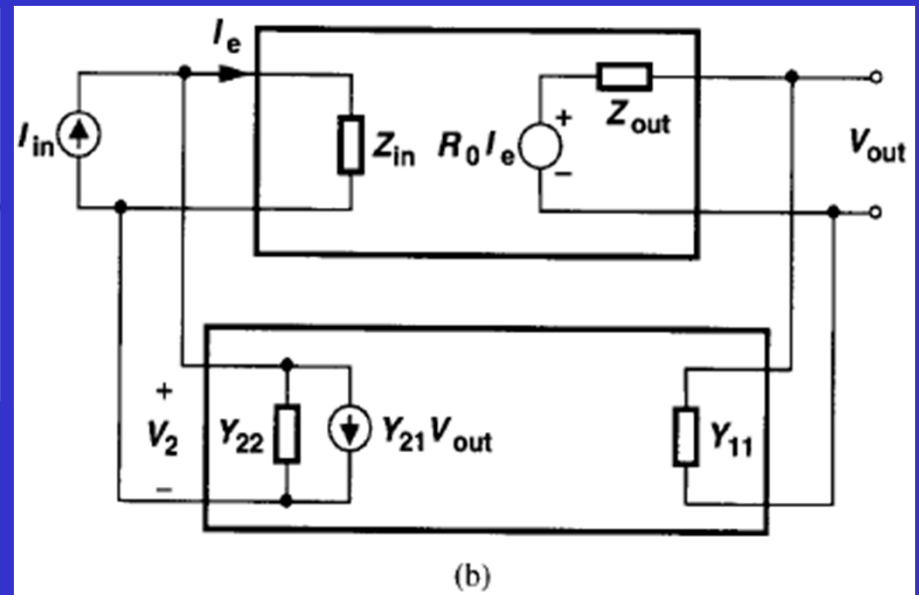 I_e
I_in
Z_in
R_0 I_e
+
−
Z_out
V_out
+
V_2
−
Y_22
Y_21 V_out
Y_11
(b)